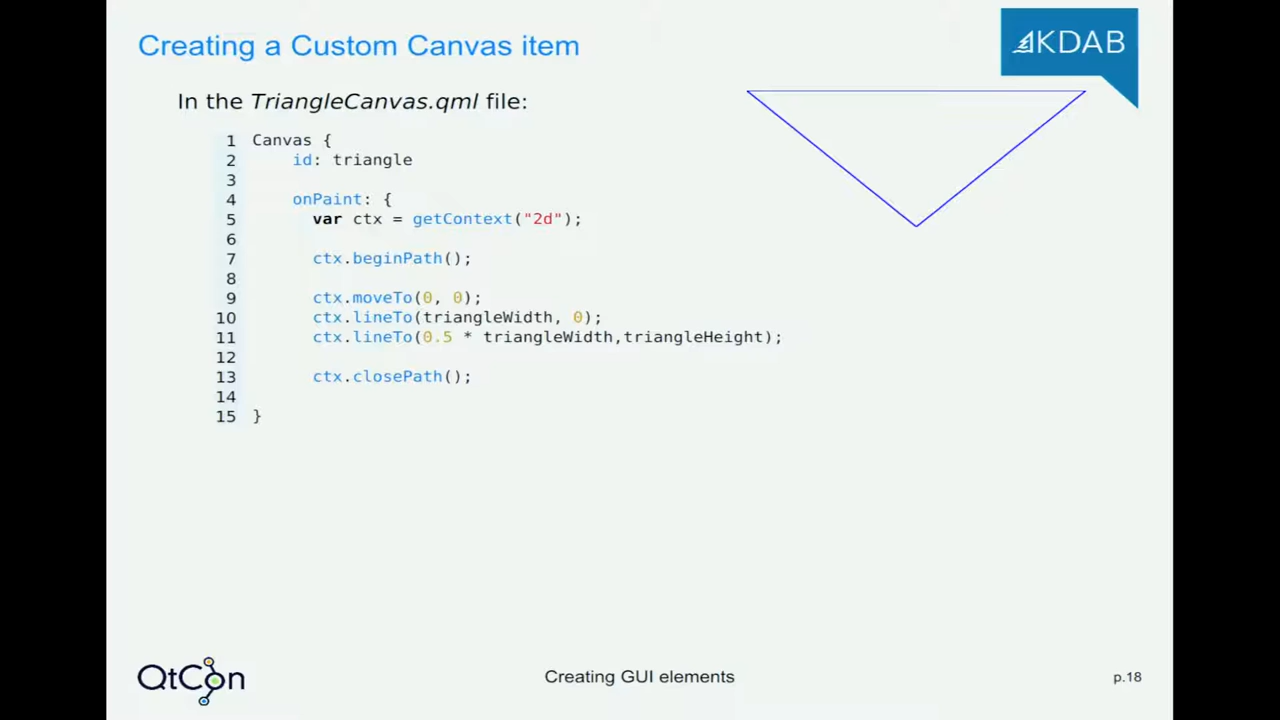 Creating a Custom Canvas item
KDAB
In the TriangleCanvas.qml file:
1 Canvas {
2     id: triangle
3
4     onPaint: {
5       var ctx = getContext("2d");
6
7       ctx.beginPath();
8
9       ctx.moveTo(0, 0);
10       ctx.lineTo(triangleWidth, 0);
11       ctx.lineTo(0.5 * triangleWidth,triangleHeight);
12
13       ctx.closePath();
14
15 }
QtCon
Creating GUI elements
p.18